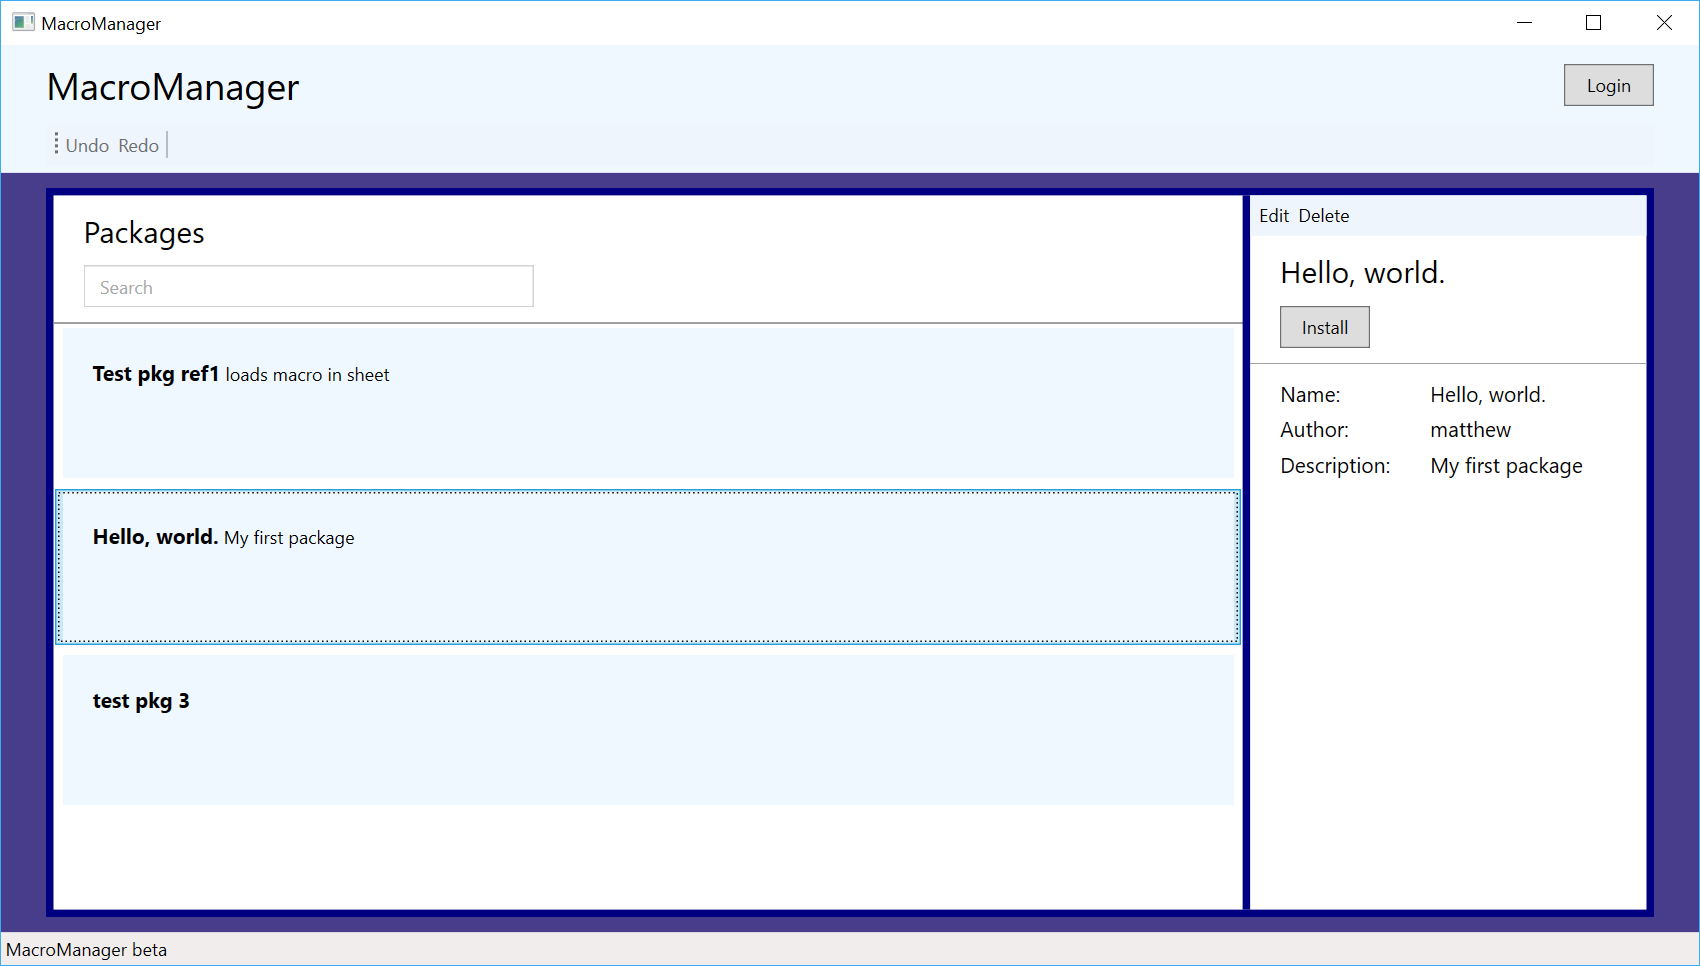 MacroManager
MacroManager
Login
Undo Redo
Packages
Search
Test pkg ref1 loads macro in sheet
Hello, world. My first package
test pkg 3
Edit Delete
Hello, world.
Install
Name: Hello, world.
Author: matthew
Description: My first package
MacroManager beta